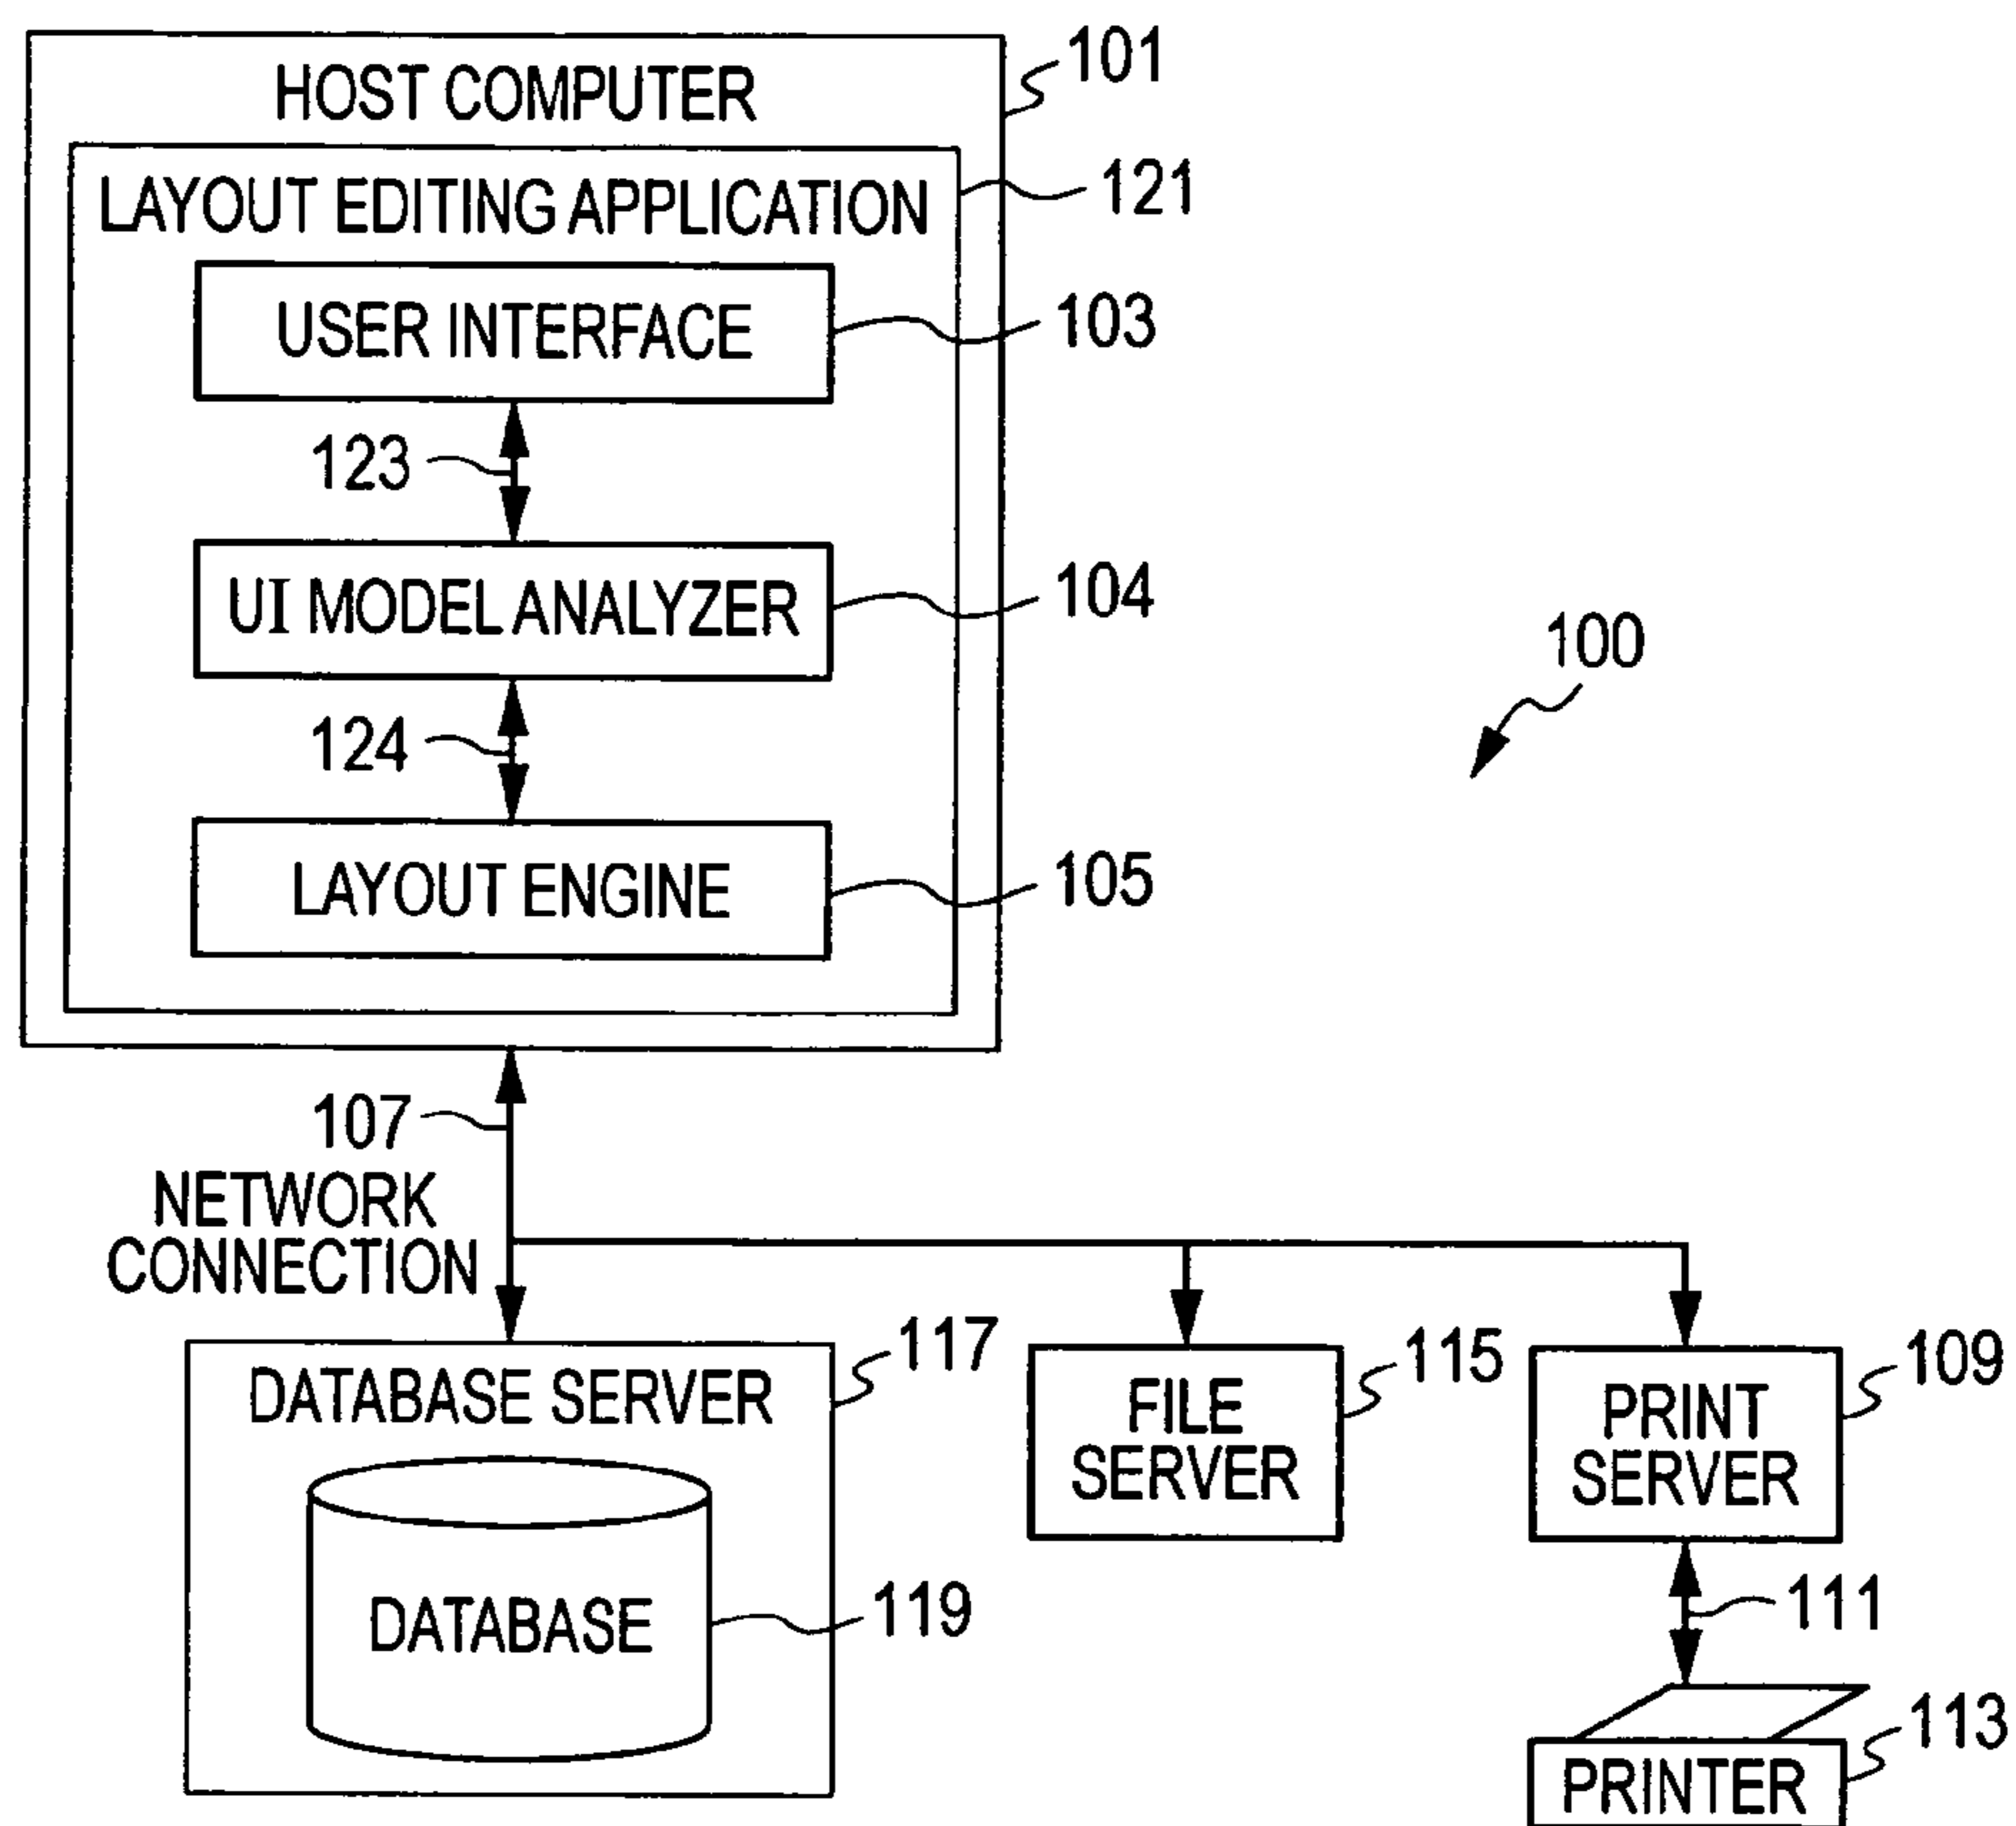 HOST COMPUTER
101
LAYOUT EDITING APPLICATION
121
USER INTERFACE
103
123
UI MODEL ANALYZER
104
100
124
LAYOUT ENGINE
105
107
NETWORK
CONNECTION
DATABASE SERVER
117
FILE
SERVER
115
PRINT
SERVER
109
DATABASE
119
111
PRINTER
113